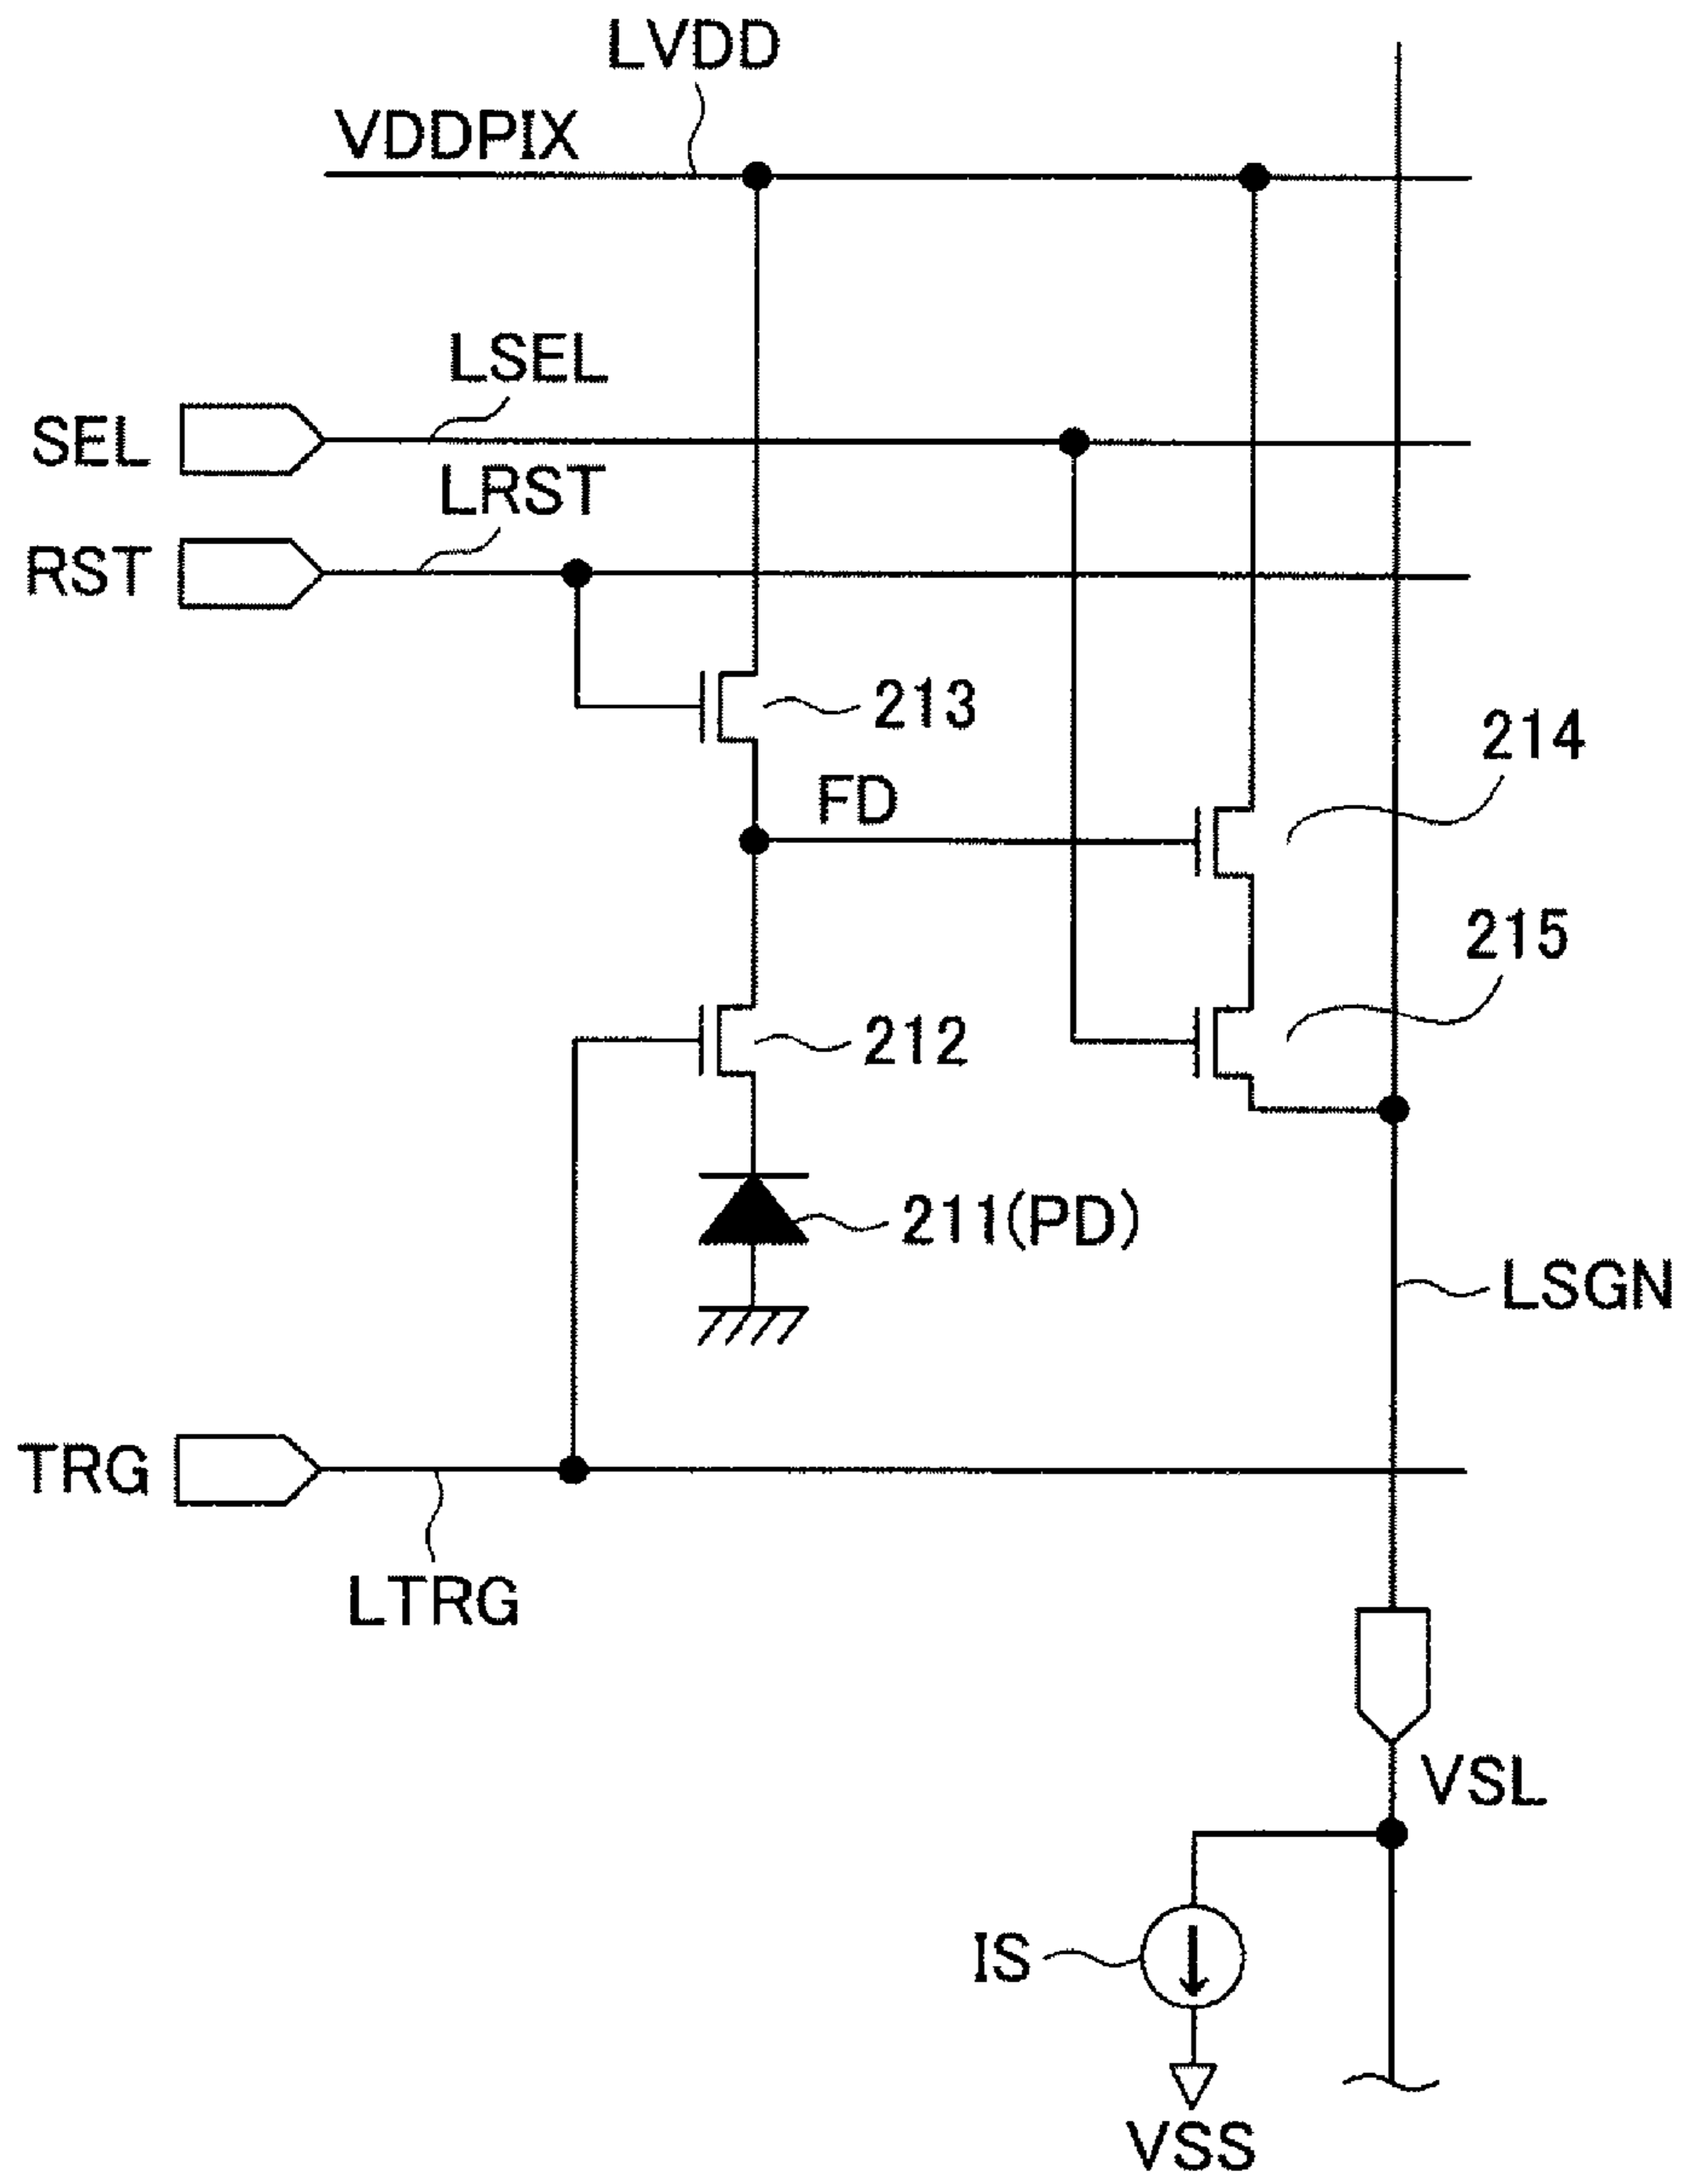 LVDD
VDDPIX
LSEL
SEL
LRST
RST
213
214
FD
215
212
211(PD)
LSGN
TRG
LTRG
VSL
IS
VSS